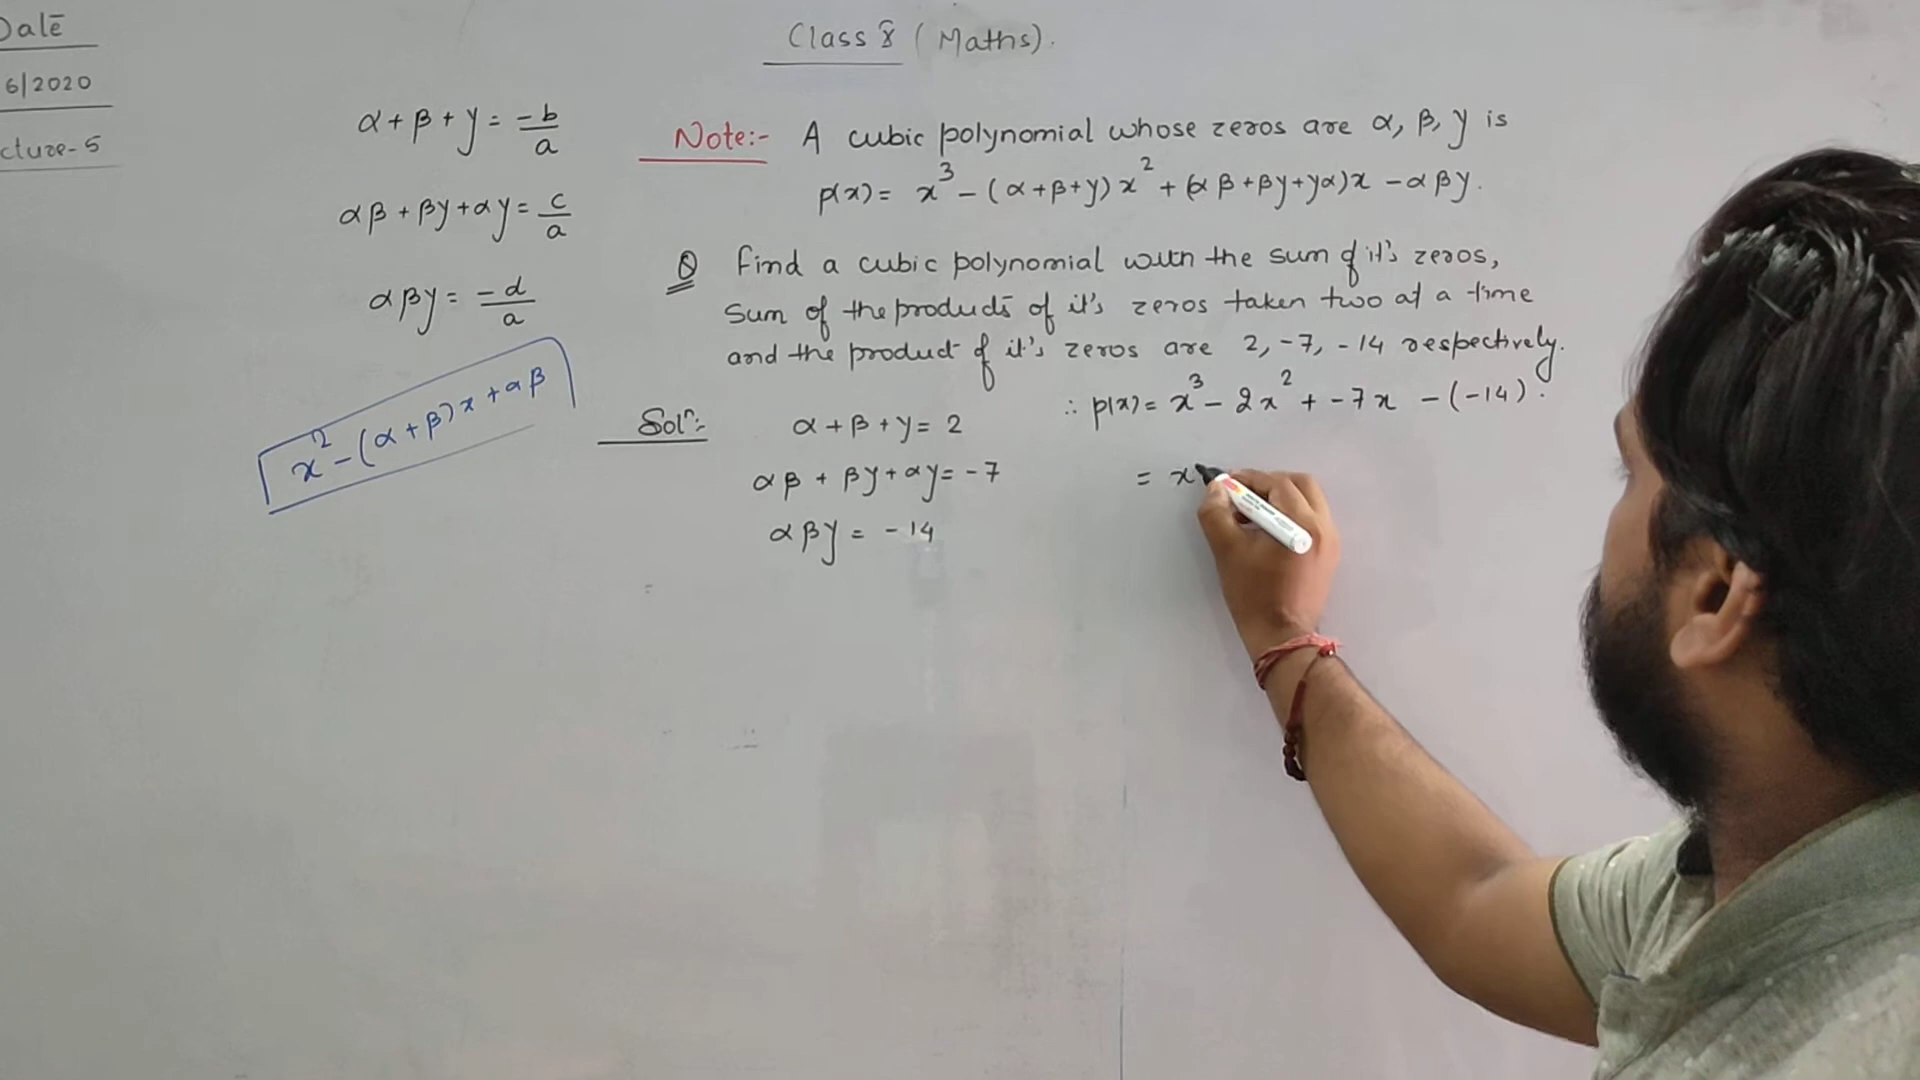 Class 8 (Maths).
Date
6/2020
cture-5
α+β+γ = -b/a
αβ+βγ+αγ = c/a
αβγ = -d/a
x²-(α+β)x+αβ
Note:- A cubic polynomial whose zeros are α, β, γ is
p(x) = x³ - (α+β+γ)x² + (αβ+βγ+γα)x - αβγ.
Q Find a cubic polynomial with the sum of it's zeros,
sum of the products of it's zeros taken two at a time
and the product of it's zeros are 2, -7, -14 respectively.
Solⁿ:-
α+β+γ = 2
αβ + βγ+αγ = -7
αβγ = -14
∴ p(x) = x³ - 2x² + -7x - (-14).
= x